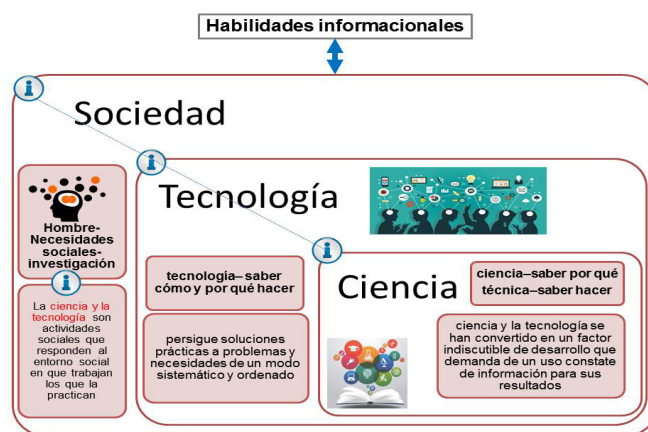 Habilidades informacionales
Sociedad
Hombre-
Necesidades
sociales-
investigación
La ciencia y la
tecnología son
actividades
sociales que
responden al
entorno social
en que trabajan
los que la
practican
Tecnología
tecnología– saber
cómo y por qué hacer
persigue soluciones
prácticas a problemas y
necesidades de un modo
sistemático y ordenado
Ciencia
ciencia–saber por qué
técnica–saber hacer
ciencia y la tecnología se
han convertido en un factor
indiscutible de desarrollo que
demanda de un uso constate
de información para sus
resultados